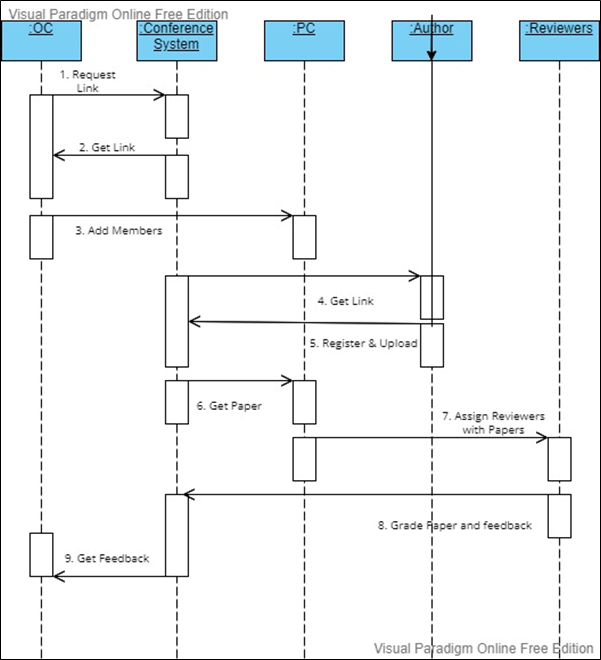 Visual Paradigm Online Free Edition
:OC
:Conference
System
:PC
:Author
:Reviewers
1. Request
Link
2. Get Link
3. Add Members
4. Get Link
5. Register & Upload
6. Get Paper
7. Assign Reviewers
with Papers
8. Grade Paper and feedback
9. Get Feedback
Visual Paradigm Online Free Edition